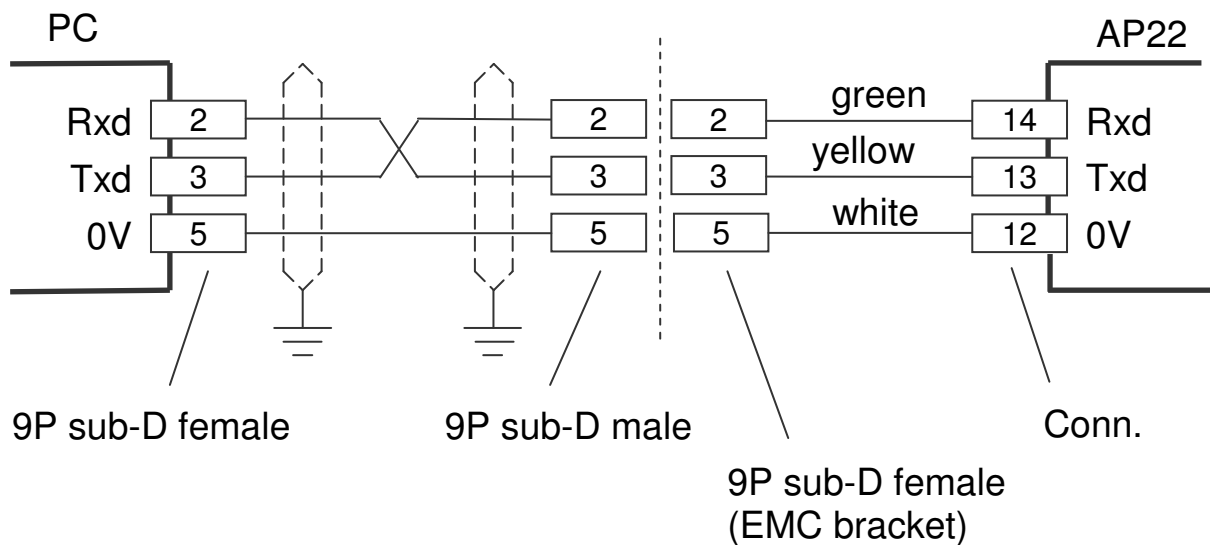 PC
AP22
Rxd 2 2 2 green 14 Rxd
Txd 3 3 3 yellow 13 Txd
0V 5 5 5 white 12 0V
9P sub-D female
9P sub-D male
Conn.
9P sub-D female
(EMC bracket)